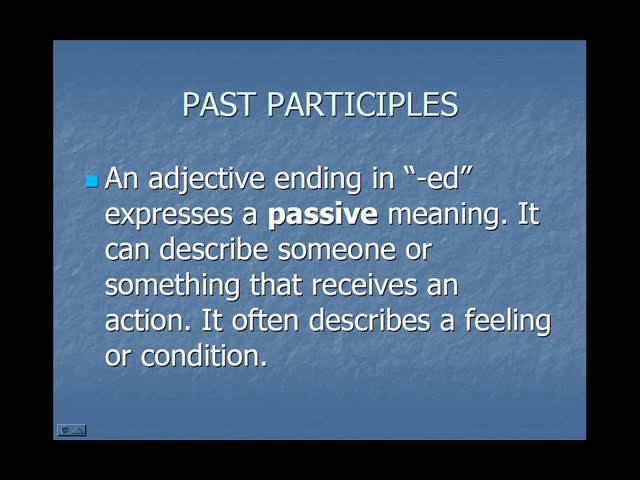 PAST PARTICIPLES
An adjective ending in “-ed”
expresses a passive meaning. It
can describe someone or
something that receives an
action. It often describes a feeling
or condition.